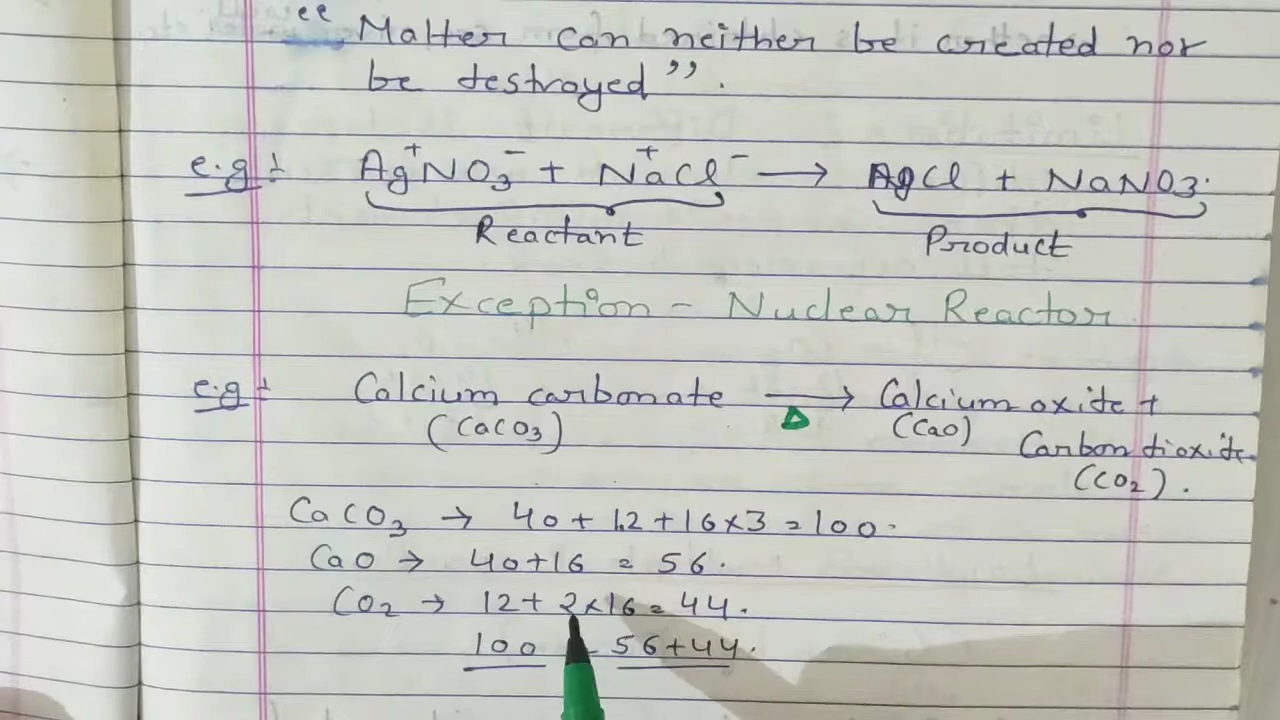 “ Matter can neither be created nor
be destroyed”.
e.g :- Ag⁺NO₃⁻ + Na⁺Cl⁻ → AgCl + NaNO₃.
Reactant Product
Exception - Nuclear Reactor
e.g :- Calcium carbonate →Δ Calcium oxide +
(CaCO₃) (CaO) Carbon dioxide
(CO₂).
CaCO₃ → 40 + 12 + 16×3 = 100.
CaO → 40+16 = 56.
CO₂ → 12 + 2×16 = 44.
100 = 56+44.